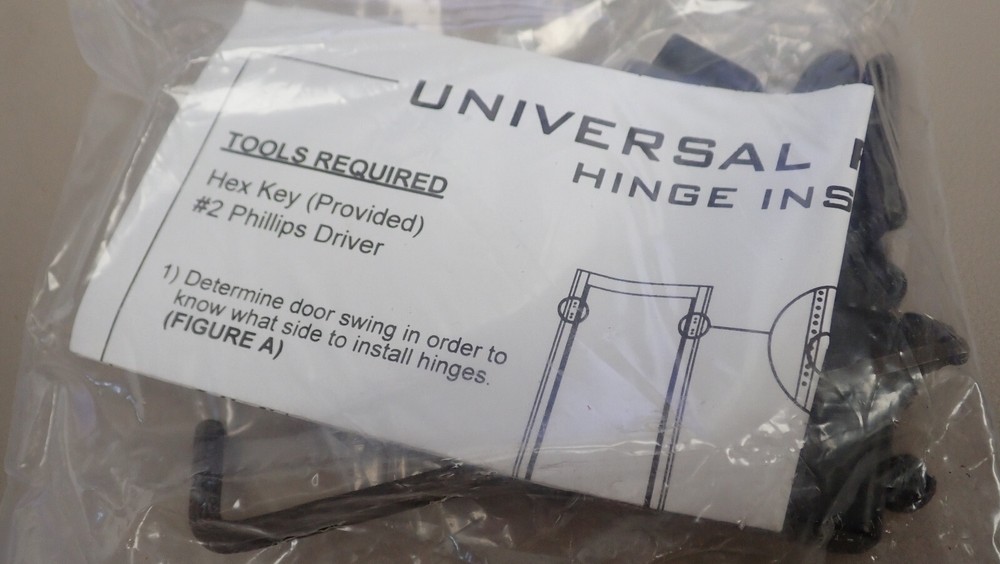 UNIVERSAL
HINGE INS
TOOLS REQUIRED
Hex Key (Provided)
#2 Phillips Driver
1) Determine door swing in order to
know what side to install hinges.
(FIGURE A)